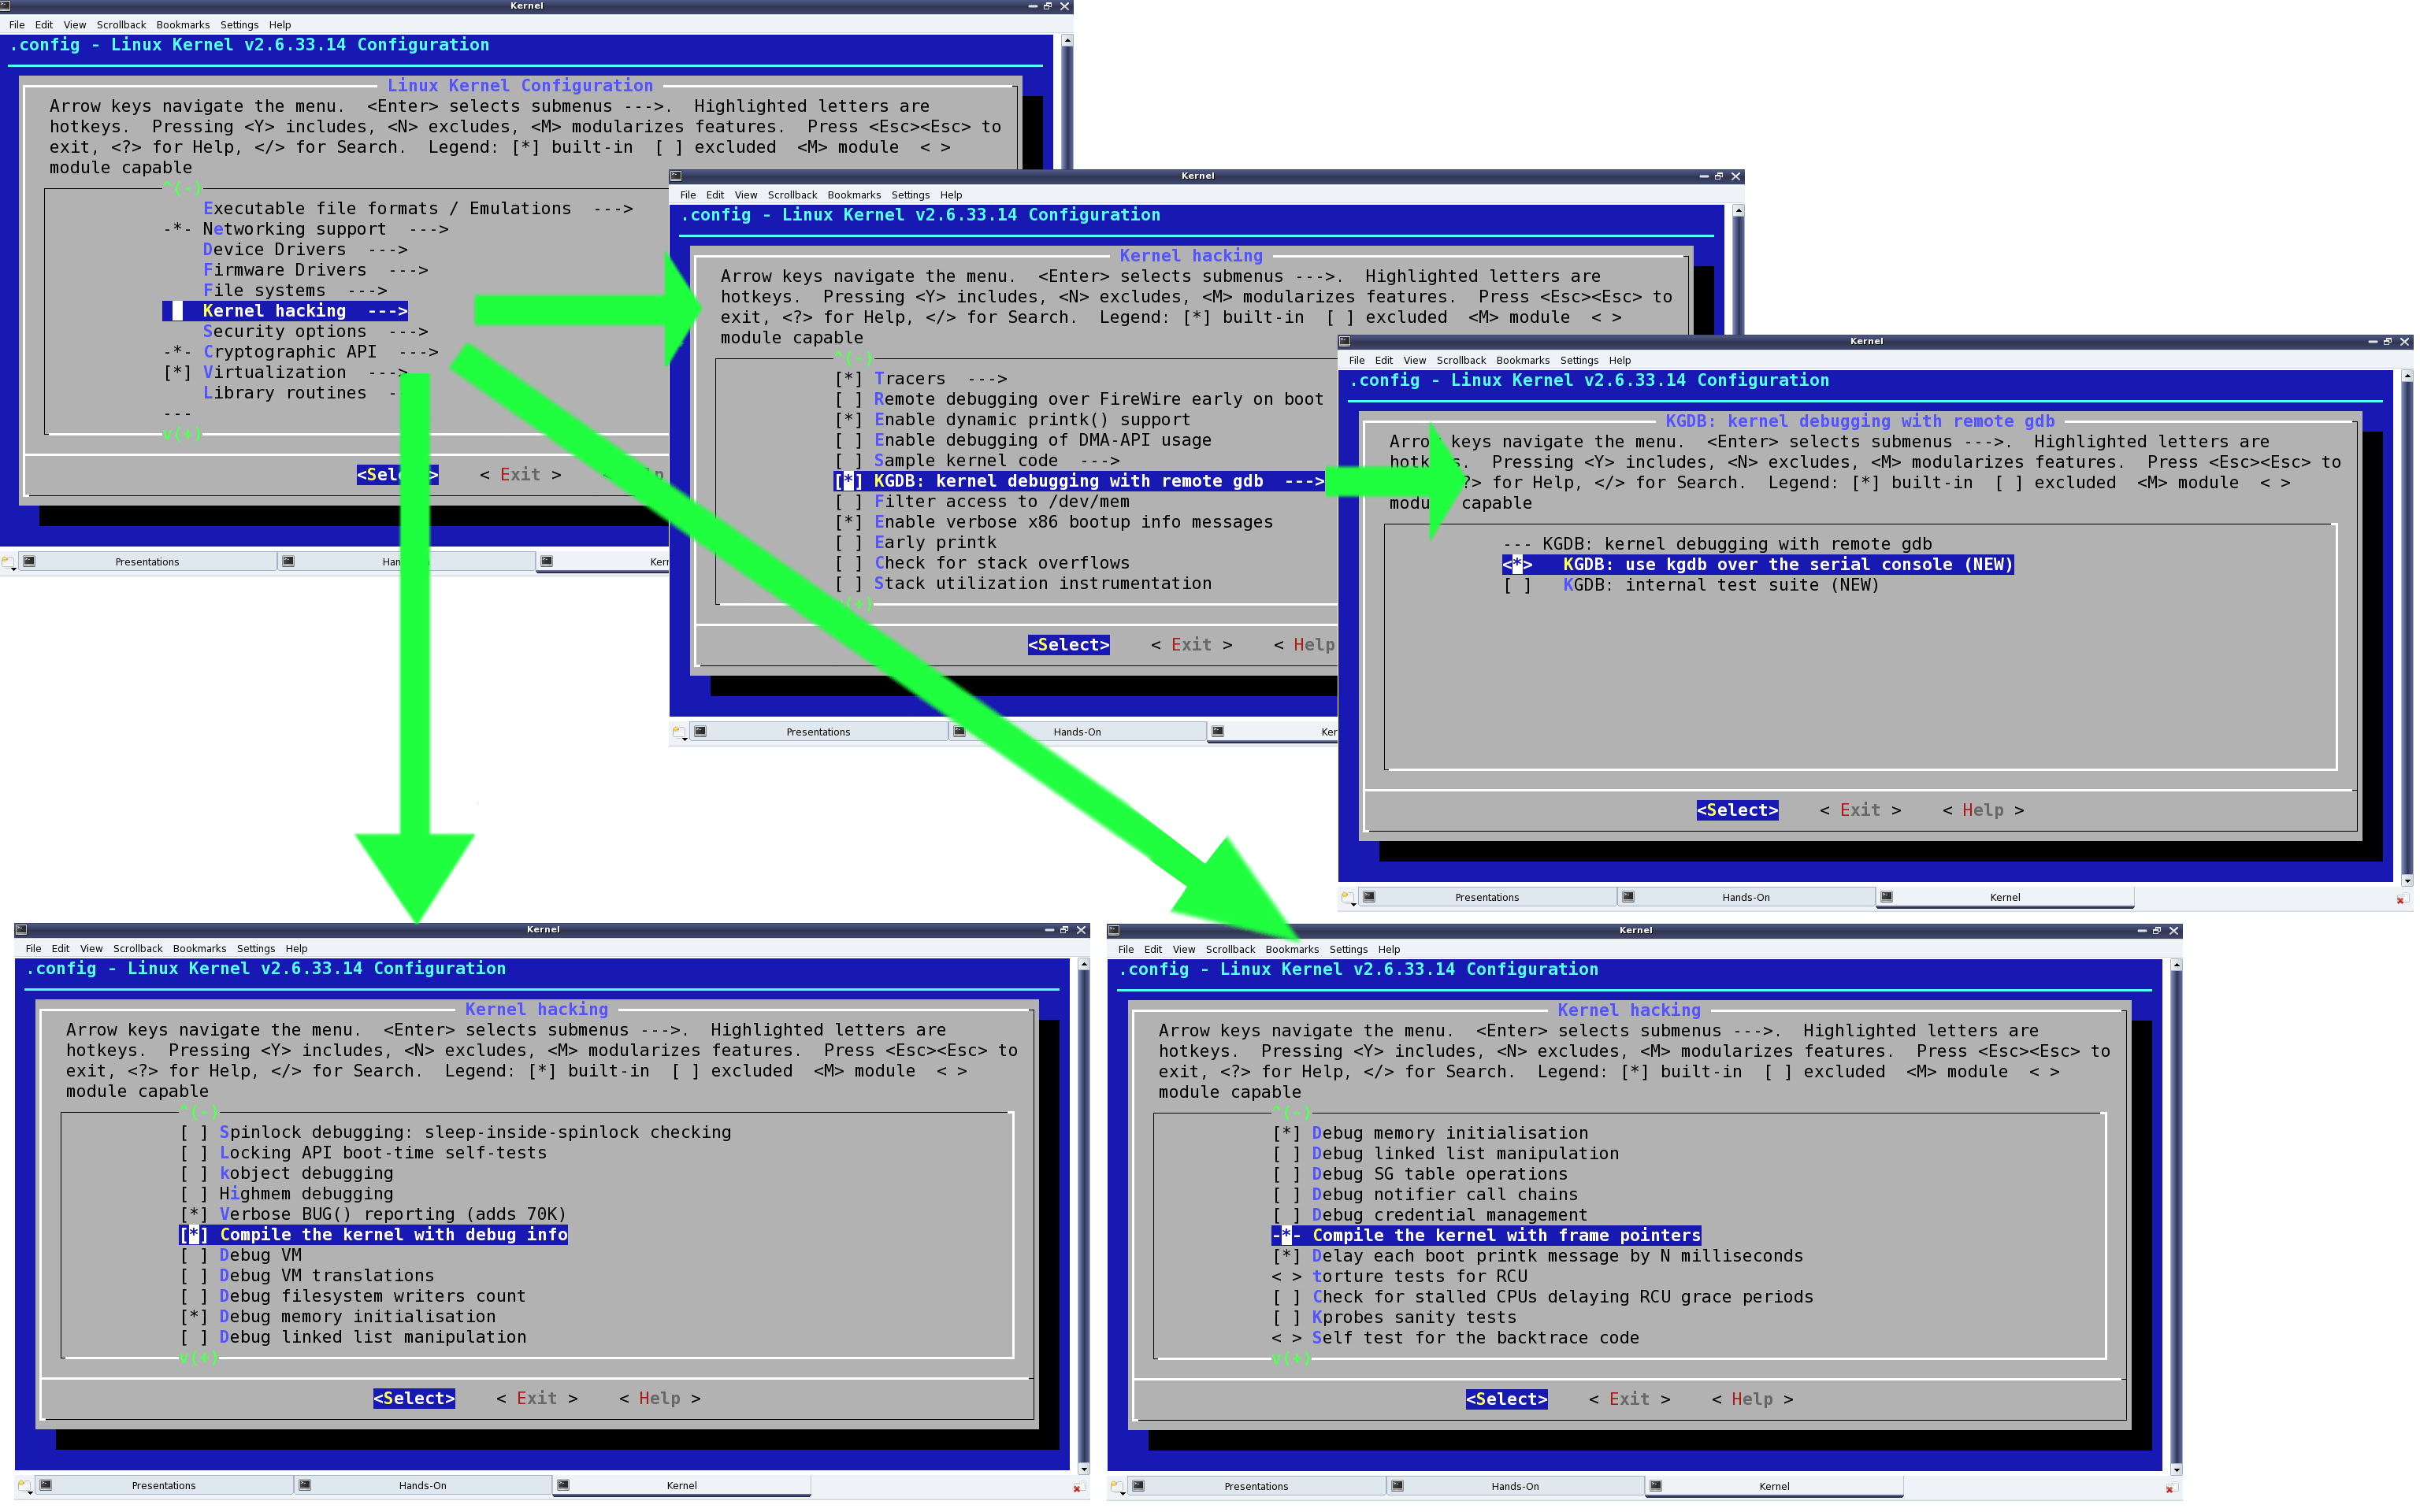 Kernel
File Edit View Scrollback Bookmarks Settings Help
.config - Linux Kernel v2.6.33.14 Configuration
Linux Kernel Configuration
Arrow keys navigate the menu. <Enter> selects submenus --->. Highlighted letters are
hotkeys. Pressing <Y> includes, <N> excludes, <M> modularizes features. Press <Esc><Esc> to
exit, <?> for Help, </> for Search. Legend: [*] built-in [ ] excluded <M> module < >
module capable
^(-)
Executable file formats / Emulations --->
-*- Networking support --->
Device Drivers --->
Firmware Drivers --->
File systems --->
Kernel hacking --->
Security options --->
-*- Cryptographic API --->
[*] Virtualization --->
Library routines -
---
v(+)
<Select> < Exit > <
Presentations
Kernel
File Edit View Scrollback Bookmarks Settings Help
.config - Linux Kernel v2.6.33.14 Configuration
Kernel hacking
Arrow keys navigate the menu. <Enter> selects submenus --->. Highlighted letters are
hotkeys. Pressing <Y> includes, <N> excludes, <M> modularizes features. Press <Esc><Esc> to
exit, <?> for Help, </> for Search. Legend: [*] built-in [ ] excluded <M> module < >
module capable
^(-)
[*] Tracers --->
[ ] Remote debugging over FireWire early on boot
[*] Enable dynamic printk() support
[ ] Enable debugging of DMA-API usage
[ ] Sample kernel code --->
[*] KGDB: kernel debugging with remote gdb --->
[ ] Filter access to /dev/mem
[*] Enable verbose x86 bootup info messages
[ ] Early printk
[ ] Check for stack overflows
[ ] Stack utilization instrumentation
(+)
<Select> < Exit > < Help
Presentations Hands-On
Kernel
File Edit View Scrollback Bookmarks Settings Help
.config - Linux Kernel v2.6.33.14 Configuration
KGDB: kernel debugging with remote gdb
Arrow keys navigate the menu. <Enter> selects submenus --->. Highlighted letters are
Pressing <Y> includes, <N> excludes, <M> modularizes features. Press <Esc><Esc> to
> for Help, </> for Search. Legend: [*] built-in [ ] excluded <M> module < >
capable
--- KGDB: kernel debugging with remote gdb
<*> KGDB: use kgdb over the serial console (NEW)
[ ] KGDB: internal test suite (NEW)
<Select> < Exit > < Help >
Presentations Hands-On Kernel
Kernel
File Edit View Scrollback Bookmarks Settings Help
.config - Linux Kernel v2.6.33.14 Configuration
Kernel hacking
Arrow keys navigate the menu. <Enter> selects submenus --->. Highlighted letters are
hotkeys. Pressing <Y> includes, <N> excludes, <M> modularizes features. Press <Esc><Esc> to
exit, <?> for Help, </> for Search. Legend: [*] built-in [ ] excluded <M> module < >
module capable
^(-)
[ ] Spinlock debugging: sleep-inside-spinlock checking
[ ] Locking API boot-time self-tests
[ ] kobject debugging
[ ] Highmem debugging
[*] Verbose BUG() reporting (adds 70K)
[*] Compile the kernel with debug info
[ ] Debug VM
[ ] Debug VM translations
[ ] Debug filesystem writers count
[*] Debug memory initialisation
[ ] Debug linked list manipulation
v(+)
<Select> < Exit > < Help >
Presentations Hands-On Kernel
Kernel
File Edit View Scrollback Bookmarks Settings Help
.config - Linux Kernel v2.6.33.14 Configuration
Kernel hacking
Arrow keys navigate the menu. <Enter> selects submenus --->. Highlighted letters are
hotkeys. Pressing <Y> includes, <N> excludes, <M> modularizes features. Press <Esc><Esc> to
exit, <?> for Help, </> for Search. Legend: [*] built-in [ ] excluded <M> module < >
module capable
^(-)
[*] Debug memory initialisation
[ ] Debug linked list manipulation
[ ] Debug SG table operations
[ ] Debug notifier call chains
[ ] Debug credential management
-*- Compile the kernel with frame pointers
[*] Delay each boot printk message by N milliseconds
< > torture tests for RCU
[ ] Check for stalled CPUs delaying RCU grace periods
[ ] Kprobes sanity tests
< > Self test for the backtrace code
v(+)
<Select> < Exit > < Help >
Presentations Hands-On Kernel